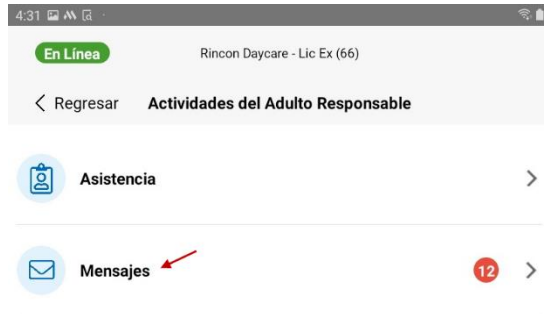 4:31
En Línea Rincon Daycare - Lic Ex (66)
Regresar Actividades del Adulto Responsable
Asistencia
Mensajes 12